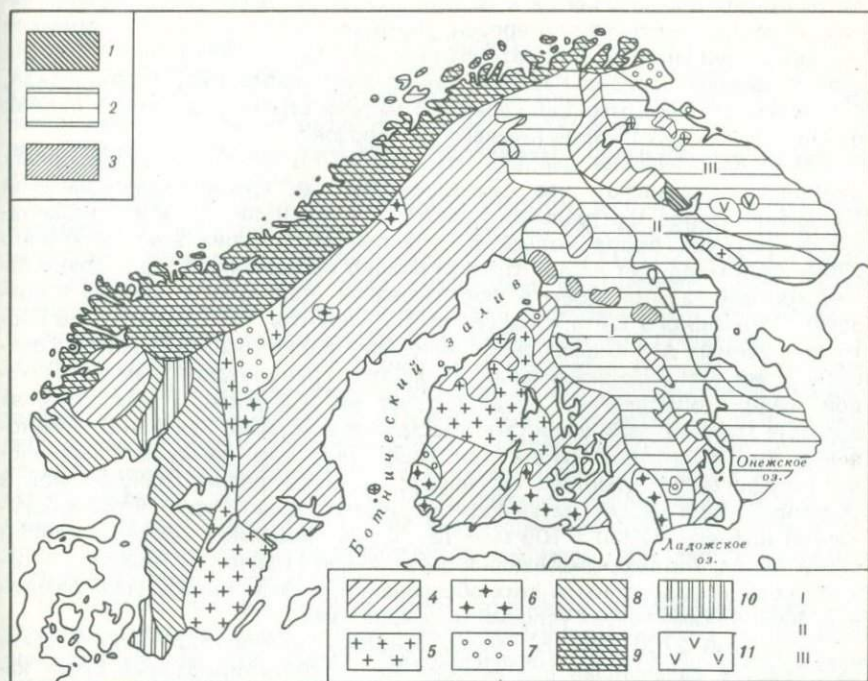 1
2
3
III
II
I
Ботнический залив
Онежское
оз.
Ладожское
оз.
4
6
8
10
I
II
5
7
9
11
III